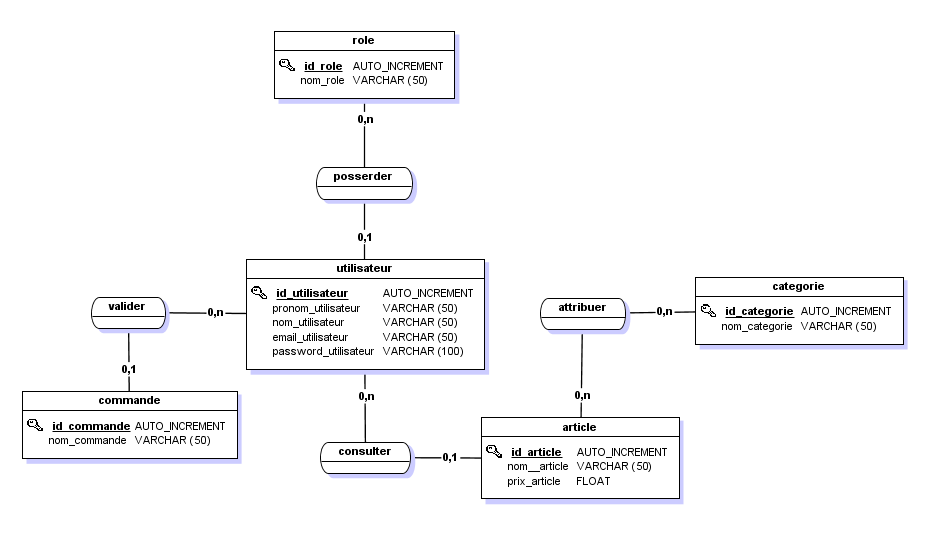 role
id_role AUTO_INCREMENT
nom_role VARCHAR (50)
0,n
posserder
0,1
utilisateur
id_utilisateur AUTO_INCREMENT
pronom_utilisateur VARCHAR (50)
nom_utilisateur VARCHAR (50)
email_utilisateur VARCHAR (50)
password_utilisateur VARCHAR (100)
valider
0,n
0,1
commande
id_commande AUTO_INCREMENT
nom_commande VARCHAR (50)
0,n
consulter
0,1
attribuer
0,n
categorie
id_categorie AUTO_INCREMENT
nom_categorie VARCHAR (50)
0,n
article
id_article AUTO_INCREMENT
nom__article VARCHAR (50)
prix_article FLOAT